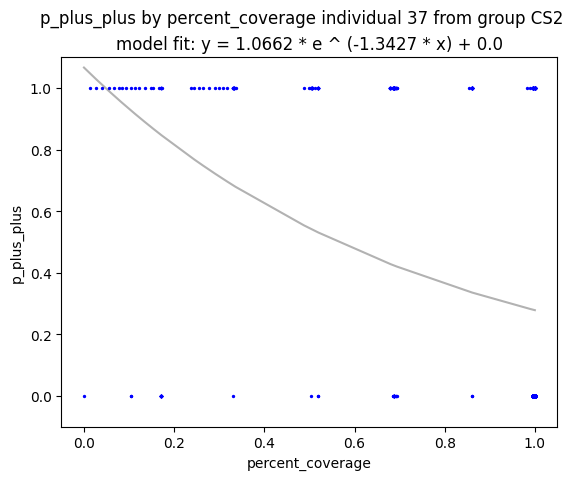 p_plus_plus by percent_coverage individual 37 from group CS2
model fit: y = 1.0662 * e ^ (-1.3427 * x) + 0.0
1.0
0.8
0.6
0.4
0.2
0.0
p_plus_plus
0.0 0.2 0.4 0.6 0.8 1.0
percent_coverage